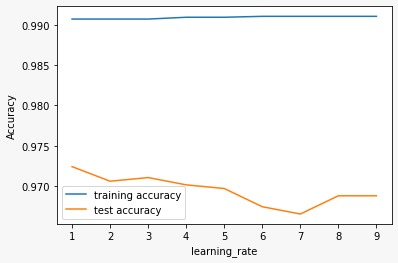 0.990
0.985
0.980
0.975
0.970
Accuracy
training accuracy
test accuracy
1 2 3 4 5 6 7 8 9
learning_rate